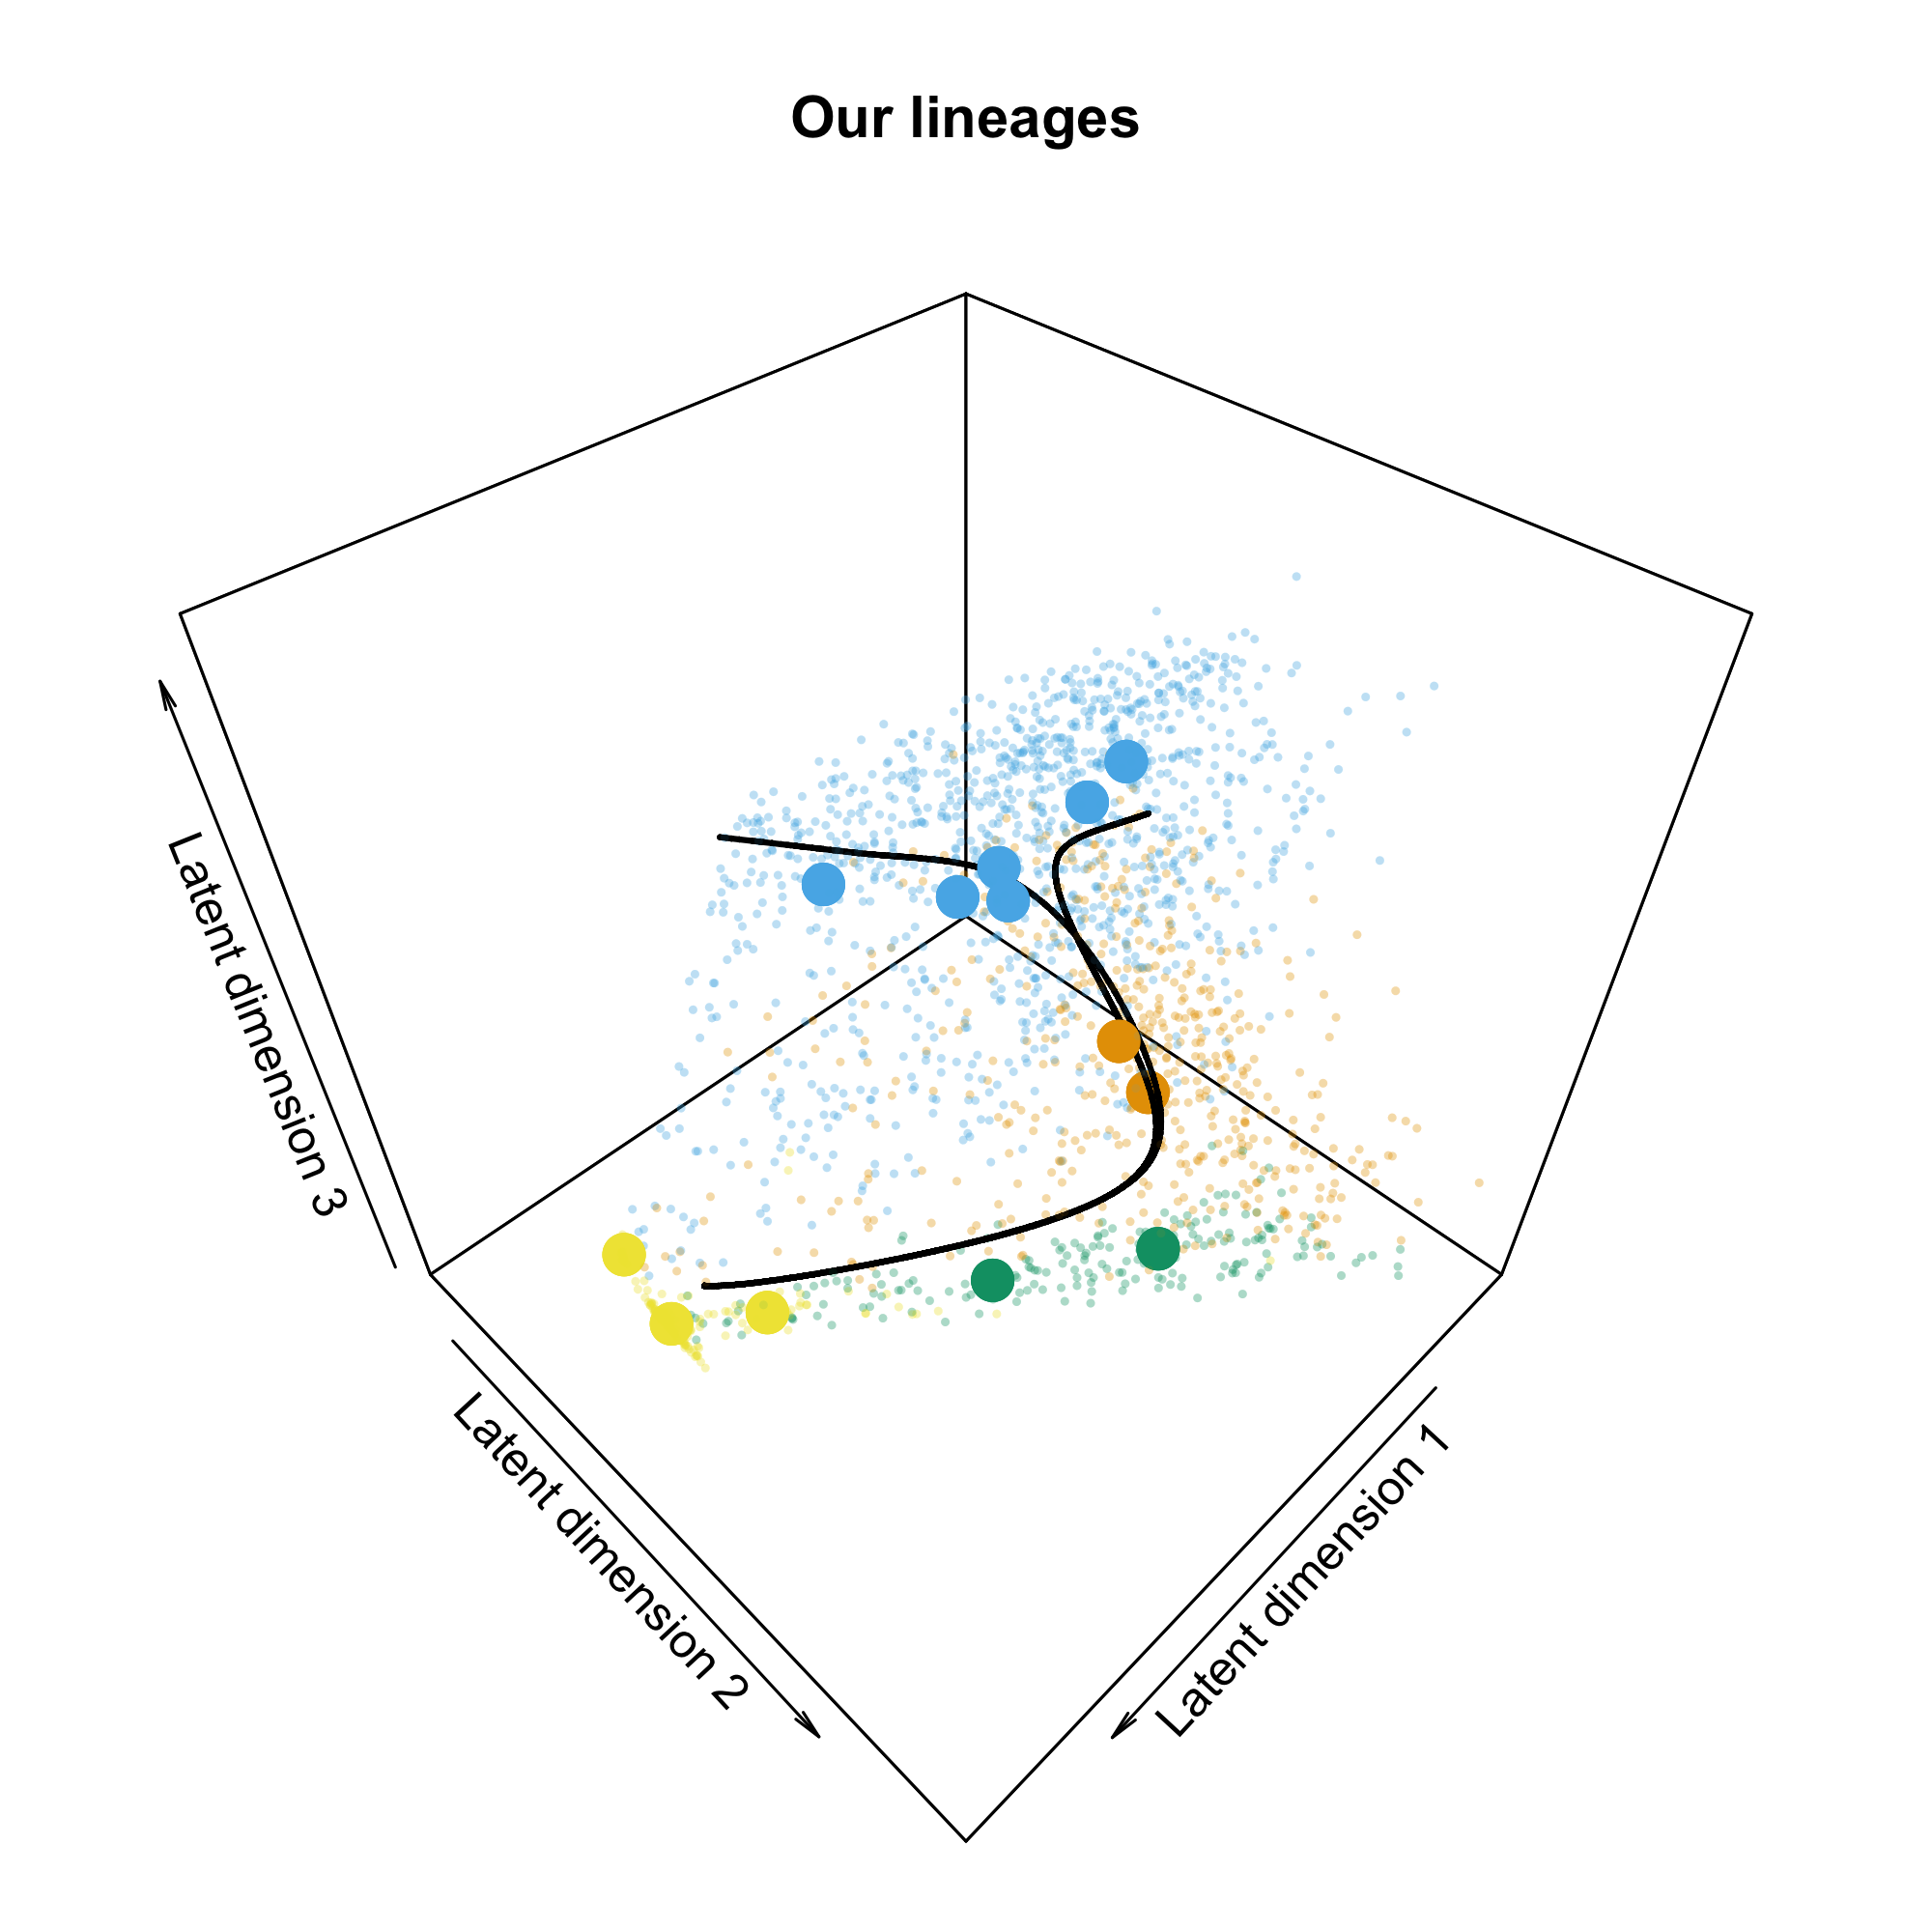 Our lineages
Latent dimension 3
Latent dimension 2
Latent dimension 1